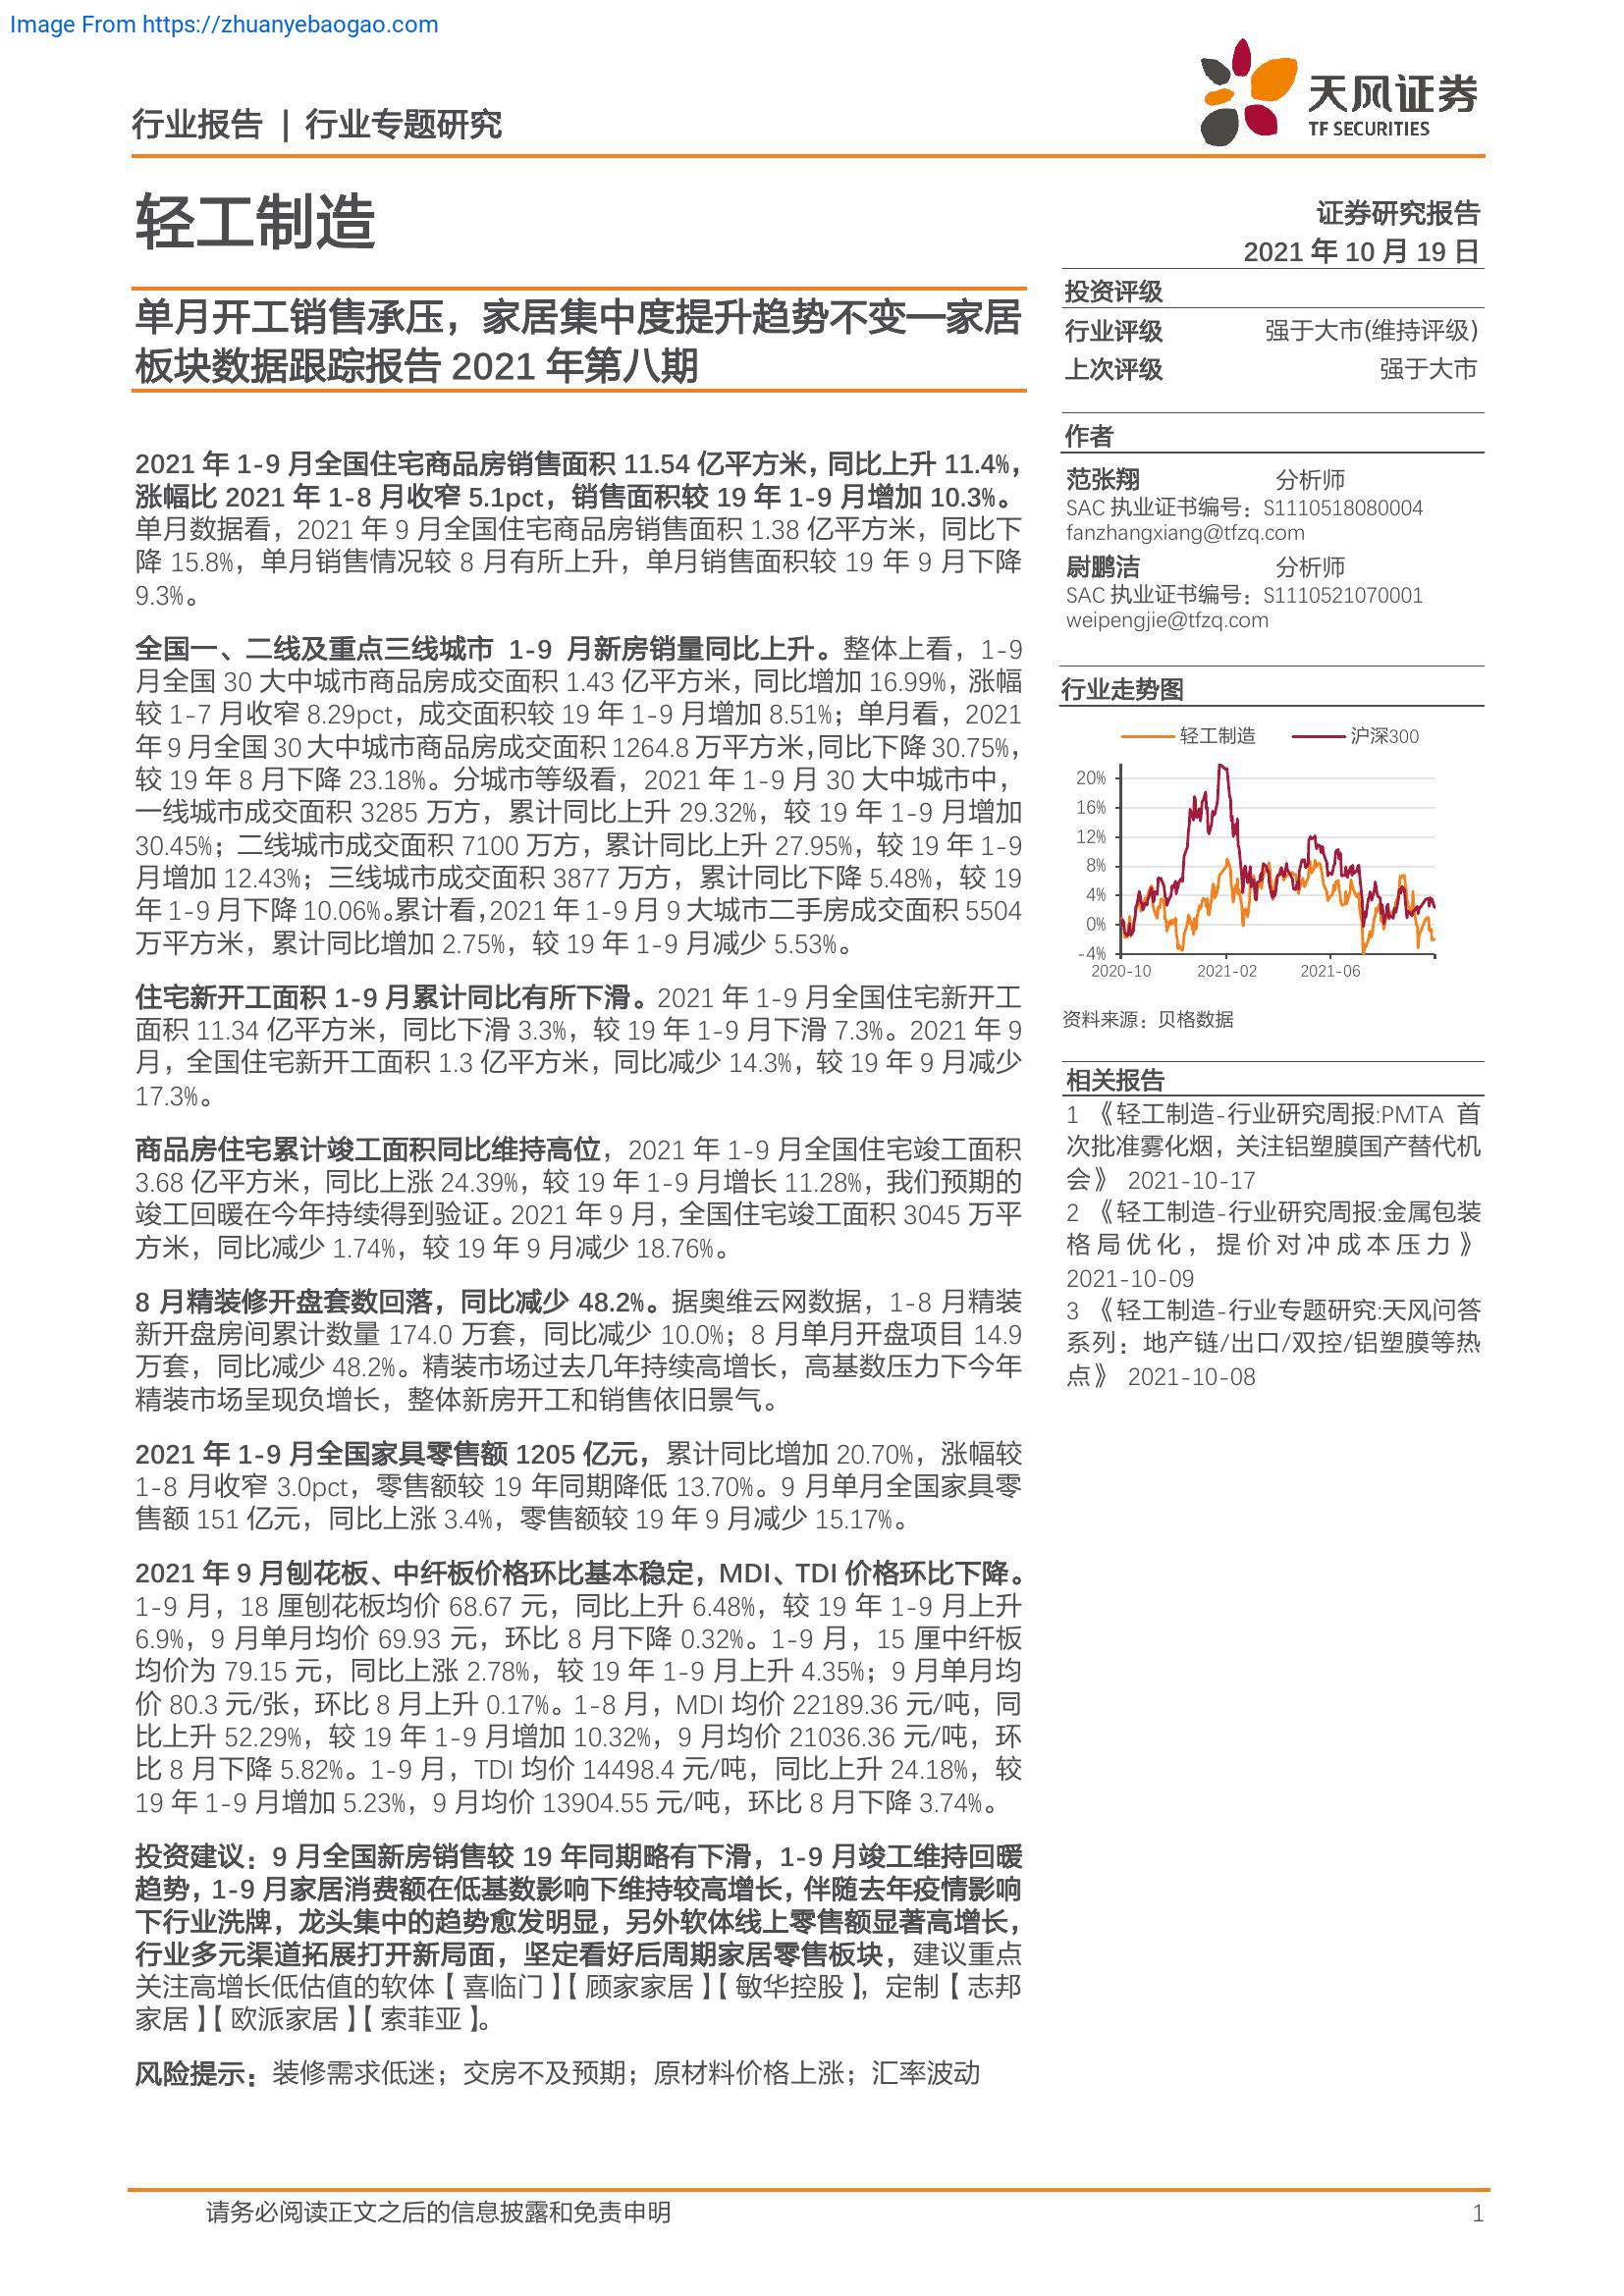 Image From https://zhuanyebaogao.com
行业报告 | 行业专题研究
天风证券
TF SECURITIES
轻工制造
证券研究报告
2021 年 10 月 19 日
单月开工销售承压，家居集中度提升趋势不变—家居
板块数据跟踪报告 2021 年第八期
2021 年 1-9 月全国住宅商品房销售面积 11.54 亿平方米，同比上升 11.4%，
涨幅比 2021 年 1-8 月收窄 5.1pct，销售面积较 19 年 1-9 月增加 10.3%。
单月数据看，2021 年 9 月全国住宅商品房销售面积 1.38 亿平方米，同比下
降 15.8%，单月销售情况较 8 月有所上升，单月销售面积较 19 年 9 月下降
9.3%。
全国一、二线及重点三线城市 1-9 月新房销量同比上升。整体上看，1-9
月全国 30 大中城市商品房成交面积 1.43 亿平方米，同比增加 16.99%，涨幅
较 1-7 月收窄 8.29pct，成交面积较 19 年 1-9 月增加 8.51%；单月看，2021
年 9 月全国 30 大中城市商品房成交面积 1264.8 万平方米,同比下降 30.75%，
较 19 年 8 月下降 23.18%。分城市等级看，2021 年 1-9 月 30 大中城市中，
一线城市成交面积 3285 万方，累计同比上升 29.32%，较 19 年 1-9 月增加
30.45%；二线城市成交面积 7100 万方，累计同比上升 27.95%，较 19 年 1-9
月增加 12.43%；三线城市成交面积 3877 万方，累计同比下降 5.48%，较 19
年 1-9 月下降 10.06%。累计看，2021 年 1-9 月 9 大城市二手房成交面积 5504
万平方米，累计同比增加 2.75%，较 19 年 1-9 月减少 5.53%。
住宅新开工面积 1-9 月累计同比有所下滑。2021 年 1-9 月全国住宅新开工
面积 11.34 亿平方米，同比下滑 3.3%，较 19 年 1-9 月下滑 7.3%。2021 年 9
月，全国住宅新开工面积 1.3 亿平方米，同比减少 14.3%，较 19 年 9 月减少
17.3%。
商品房住宅累计竣工面积同比维持高位，2021 年 1-9 月全国住宅竣工面积
3.68 亿平方米，同比上涨 24.39%，较 19 年 1-9 月增长 11.28%，我们预期的
竣工回暖在今年持续得到验证。2021 年 9 月，全国住宅竣工面积 3045 万平
方米，同比减少 1.74%，较 19 年 9 月减少 18.76%。
8 月精装修开盘套数回落，同比减少 48.2%。据奥维云网数据，1-8 月精装
新开盘房间累计数量 174.0 万套，同比减少 10.0%；8 月单月开盘项目 14.9
万套，同比减少 48.2%。精装市场过去几年持续高增长，高基数压力下今年
精装市场呈现负增长，整体新房开工和销售依旧景气。
2021 年 1-9 月全国家具零售额 1205 亿元，累计同比增加 20.70%，涨幅较
1-8 月收窄 3.0pct，零售额较 19 年同期降低 13.70%。9 月单月全国家具零
售额 151 亿元，同比上涨 3.4%，零售额较 19 年 9 月减少 15.17%。
2021 年 9 月刨花板、中纤板价格环比基本稳定，MDI、TDI 价格环比下降。
1-9 月，18 厘刨花板均价 68.67 元，同比上升 6.48%，较 19 年 1-9 月上升
6.9%，9 月单月均价 69.93 元，环比 8 月下降 0.32%。1-9 月，15 厘中纤板
均价为 79.15 元，同比上涨 2.78%，较 19 年 1-9 月上升 4.35%；9 月单月均
价 80.3 元/张，环比 8 月上升 0.17%。1-8 月，MDI 均价 22189.36 元/吨，同
比上升 52.29%，较 19 年 1-9 月增加 10.32%，9 月均价 21036.36 元/吨，环
比 8 月下降 5.82%。1-9 月，TDI 均价 14498.4 元/吨，同比上升 24.18%，较
19 年 1-9 月增加 5.23%，9 月均价 13904.55 元/吨，环比 8 月下降 3.74%。
投资建议：9 月全国新房销售较 19 年同期略有下滑，1-9 月竣工维持回暖
趋势，1-9 月家居消费额在低基数影响下维持较高增长，伴随去年疫情影响
下行业洗牌，龙头集中的趋势愈发明显，另外软体线上零售额显著高增长，
行业多元渠道拓展打开新局面，坚定看好后周期家居零售板块，建议重点
关注高增长低估值的软体【喜临门】【顾家家居】【敏华控股】，定制【志邦
家居】【欧派家居】【索菲亚】。
风险提示：装修需求低迷；交房不及预期；原材料价格上涨；汇率波动
投资评级
行业评级 强于大市(维持评级)
上次评级 强于大市
作者
范张翔 分析师
SAC 执业证书编号：S1110518080004
fanzhangxiang@tfzq.com
尉鹏洁 分析师
SAC 执业证书编号：S1110521070001
weipengjie@tfzq.com
行业走势图
轻工制造 沪深300
20%
16%
12%
8%
4%
0%
-4%
2020-10 2021-02 2021-06
资料来源：贝格数据
相关报告
1 《轻工制造-行业研究周报:PMTA 首
次批准雾化烟，关注铝塑膜国产替代机
会》 2021-10-17
2 《轻工制造-行业研究周报:金属包装
格局优化，提价对冲成本压力》
2021-10-09
3 《轻工制造-行业专题研究:天风问答
系列：地产链/出口/双控/铝塑膜等热
点》 2021-10-08
请务必阅读正文之后的信息披露和免责申明 1